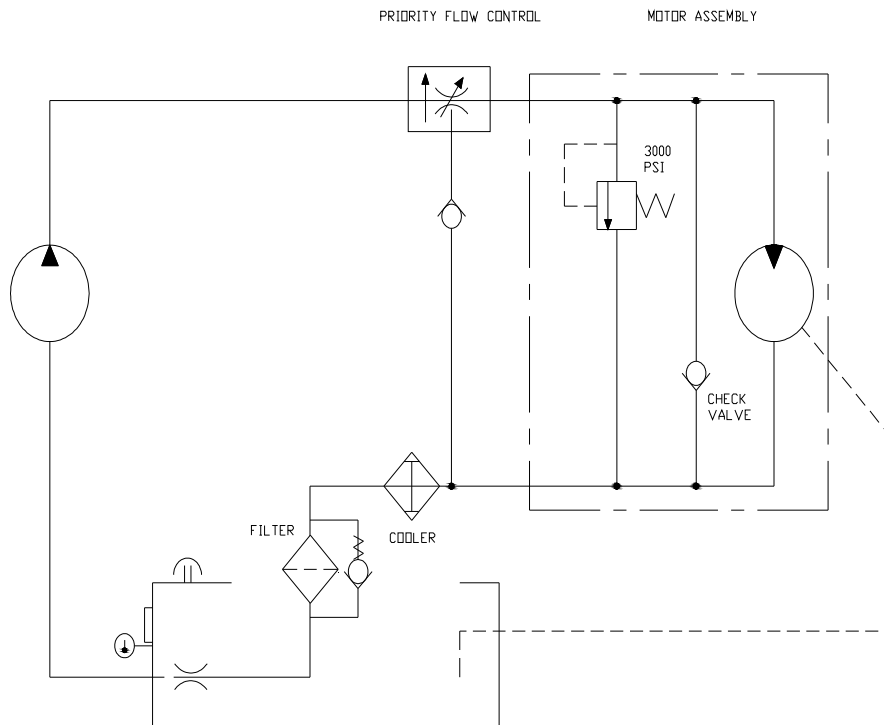 PRIORITY FLOW CONTROL
MOTOR ASSEMBLY
3000
PSI
CHECK
VALVE
FILTER
COOLER